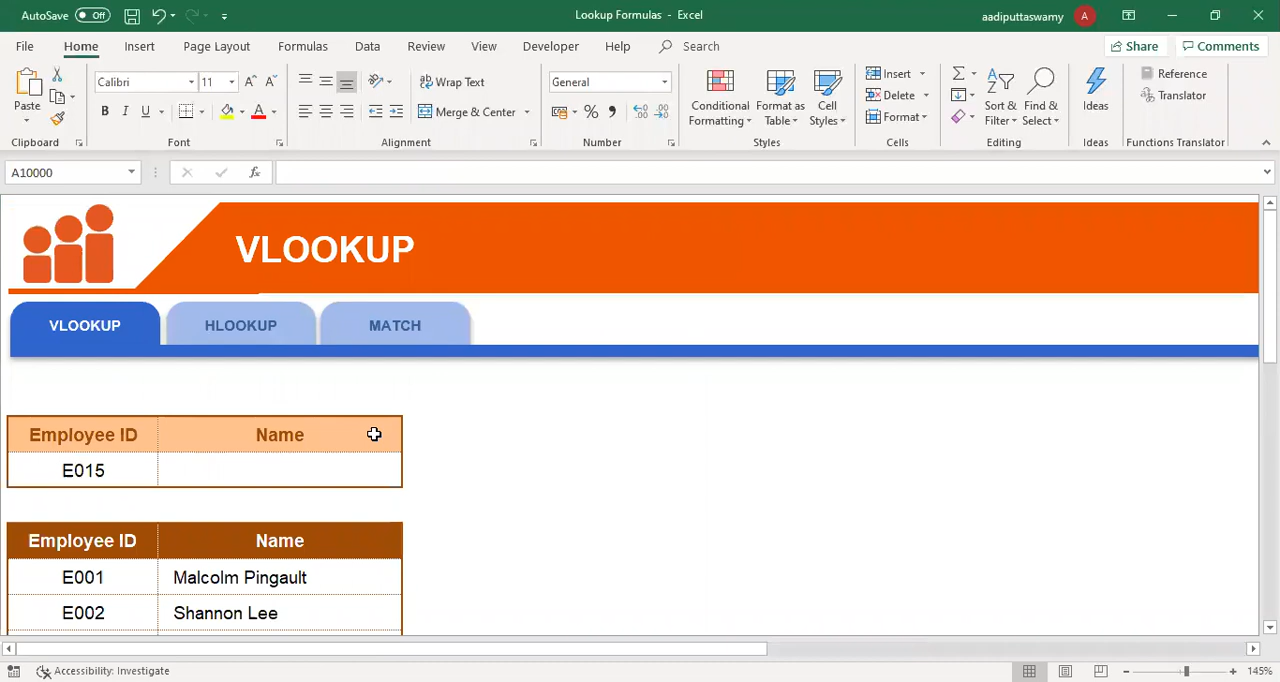 AutoSave Off Lookup Formulas - Excel aadiputtaswamy A
File Home Insert Page Layout Formulas Data Review View Developer Help Search Share Comments
Paste Calibri 11 A A Wrap Text General Conditional Formatting Format as Table Cell Styles Insert Sort & Filter Find & Select Ideas Reference
B I U A Merge & Center % , Delete Translator
Format
Clipboard Font Alignment Number Styles Cells Editing Ideas Functions Translator
A10000 fx
VLOOKUP
VLOOKUP HLOOKUP MATCH
Employee ID Name
E015
Employee ID Name
E001 Malcolm Pingault
E002 Shannon Lee
Accessibility: Investigate 145%